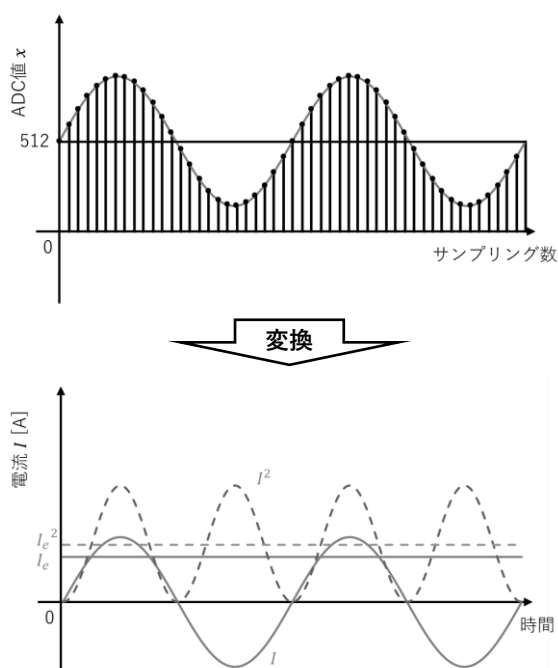 ADC値 x
512
0
サンプリング数
変換
電流 I [A]
I²
Iₑ²
Iₑ
0
時間
I